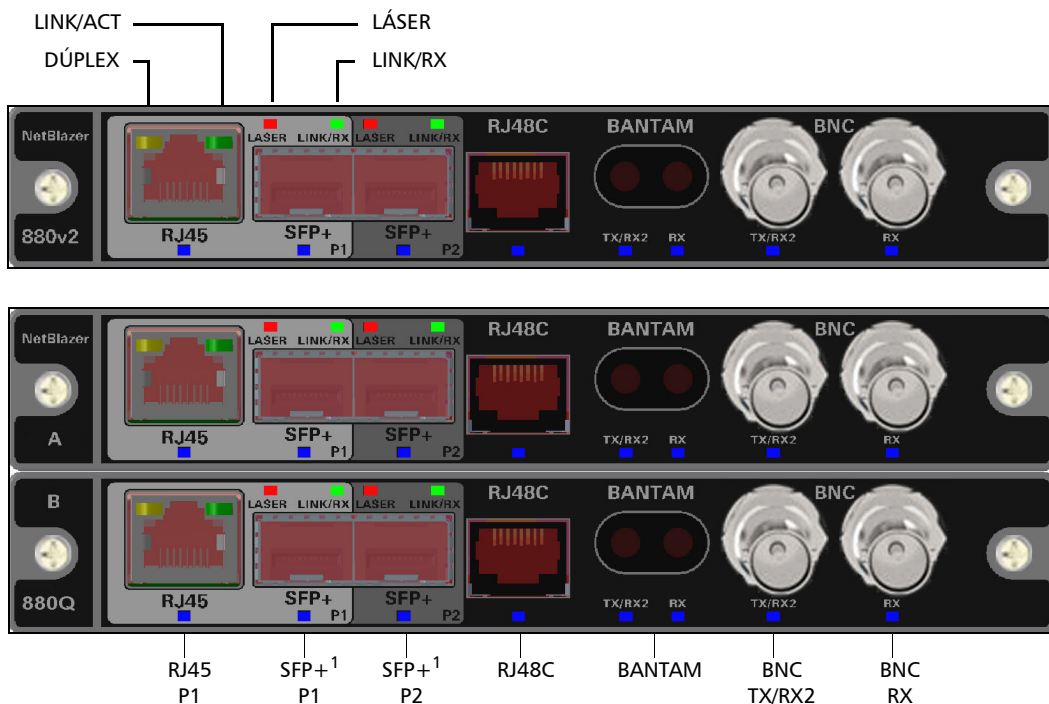 LINK/ACT
LÁSER
DÚPLEX
LINK/RX
NetBlazer
LASER LINK/RX LASER LINK/RX
RJ48C
BANTAM
BNC
880v2
RJ45
SFP+
P1
SFP+
P2
TX/RX2
RX
TX/RX2
RX
NetBlazer
LASER LINK/RX LASER LINK/RX
RJ48C
BANTAM
BNC
A
RJ45
SFP+
P1
SFP+
P2
TX/RX2
RX
TX/RX2
RX
B
LASER LINK/RX LASER LINK/RX
RJ48C
BANTAM
BNC
880Q
RJ45
SFP+
P1
SFP+
P2
TX/RX2
RX
TX/RX2
RX
RJ45
P1
SFP+1
P1
SFP+1
P2
RJ48C
BANTAM
BNC
TX/RX2
BNC
RX